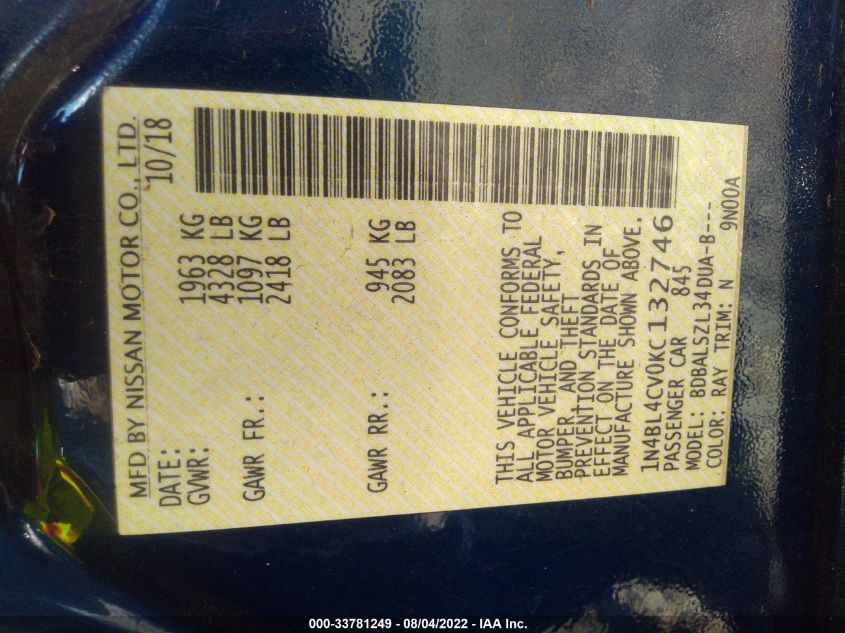 MFD BY NISSAN MOTOR CO., LTD.
DATE: 10/18
GVWR: 1963 KG
4328 LB
GAWR FR.: 1097 KG
2418 LB
GAWR RR.: 945 KG
2083 LB
THIS VEHICLE CONFORMS TO
ALL APPLICABLE FEDERAL
MOTOR VEHICLE SAFETY,
BUMPER, AND THEFT
PREVENTION STANDARDS IN
EFFECT ON THE DATE OF
MANUFACTURE SHOWN ABOVE.
1N4BL4CV0KC132746
PASSENGER CAR 845
MODEL: BDBALSZL34DUA-B---
COLOR: RAY TRIM: N 9N00A
000-33781249 - 08/04/2022 - IAA Inc.